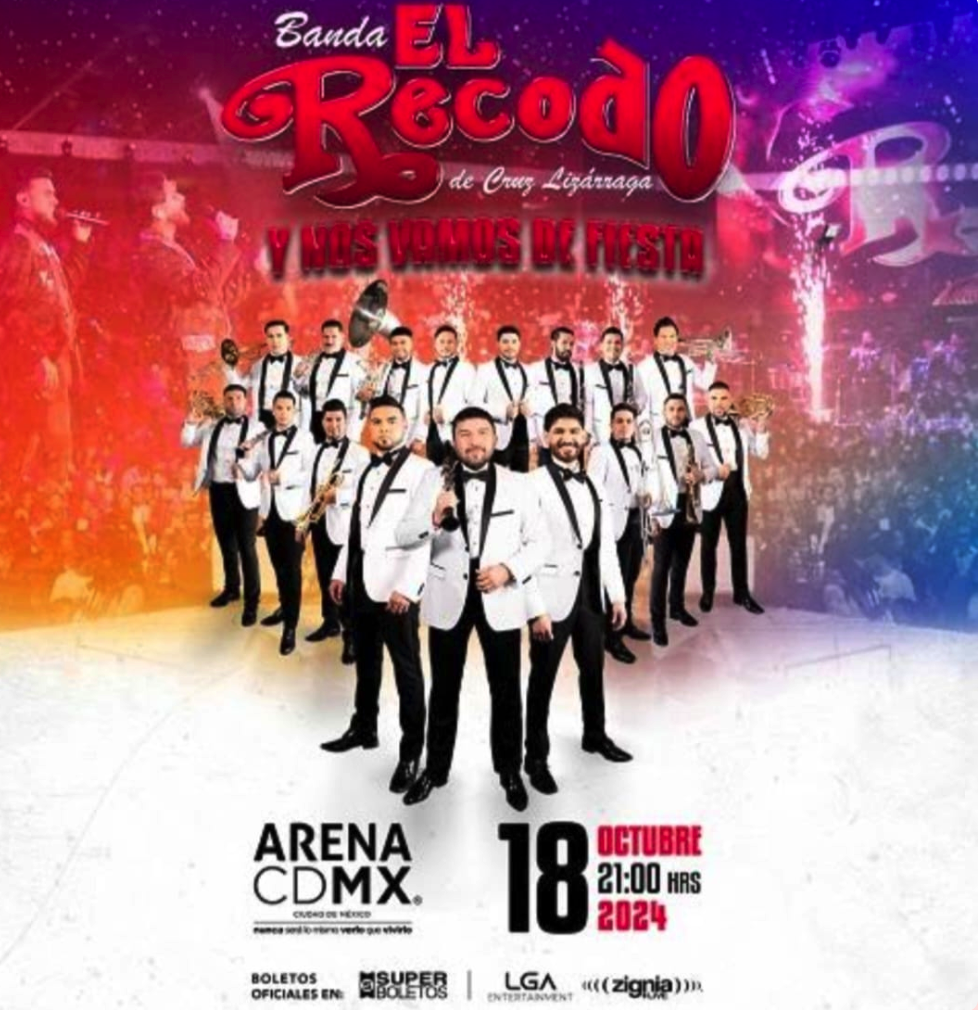 Banda EL
Recodo
de Cruz Lizárraga
Y NOS VAMOS DE FIESTA
ARENA
CDMX®
CIUDAD DE MÉXICO
nunca será lo mismo verlo que vivirlo
18
OCTUBRE
21:00 HRS
2024
BOLETOS
OFICIALES EN:
SUPER
BOLETOS
LGA
ENTERTAINMENT
zignia
LIVE